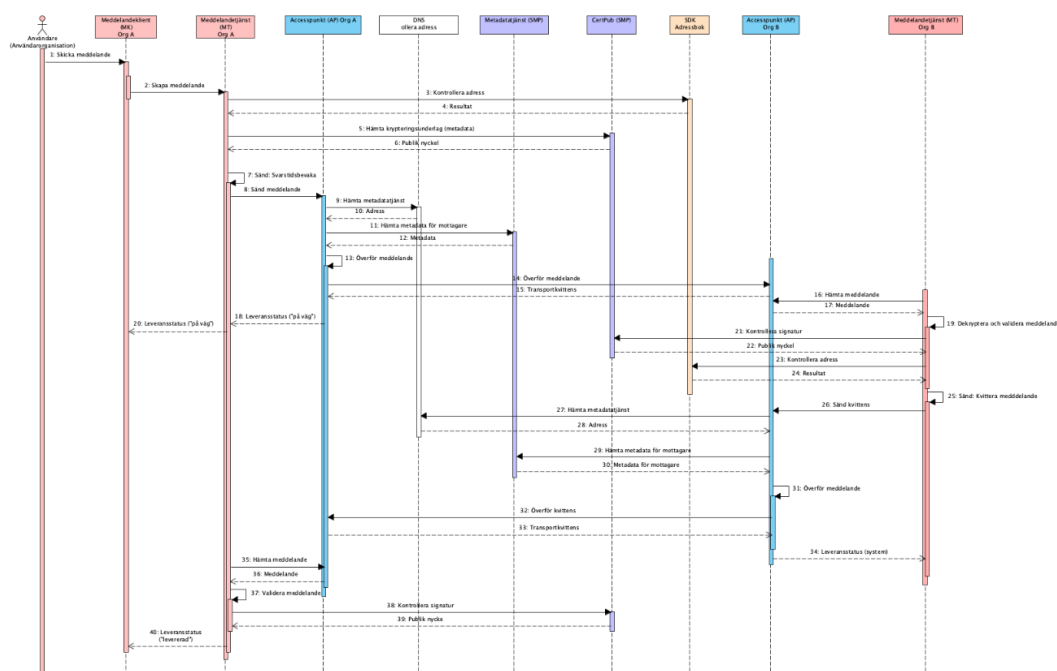 Användare
(Användarorganisation)
Meddelandeklient
(MK)
Org A
Meddelandetjänst
(MT)
Org A
Accesspunkt (AP) Org A
DNS
ollera adress
Metadatatjänst (SMP)
CertPub (SMP)
SDK
Adressbok
Accesspunkt (AP)
Org B
Meddelandetjänst (MT)
Org B
1: Skicka meddelande
2: Skapa meddelande
3: Kontrollera adress
4: Resultat
5: Hämta krypteringsunderlag (metadata)
6: Publik nyckel
7: Sänd: Svarstidsbevaka
8: Sänd meddelande
9: Hämta metadatatjänst
10: Adress
11: Hämta metadata för mottagare
12: Metadata
13: Överför meddelande
14: Överför meddelande
15: Transportkvittens
16: Hämta meddelande
17: Meddelande
18: Leveransstatus ("på väg")
20: Leveransstatus ("på väg")
19: Dekryptera och validera meddeland
21: Kontrollera signatur
22: Publik nyckel
23: Kontrollera adress
24: Resultat
25: Sänd: Kvittera medddelande
26: Sänd kvittens
27: Hämta metadatatjänst
28: Adress
29: Hämta metadata för mottagare
30: Metadata för mottagare
31: Överför meddelande
32: Överför kvittens
33: Transportkvittens
34: Leveransstatus (system)
35: Hämta meddelande
36: Meddelande
37: Validera meddelande
38: Kontrollera signatur
39: Publik nycke
40: Leveransstatus
"levererad")